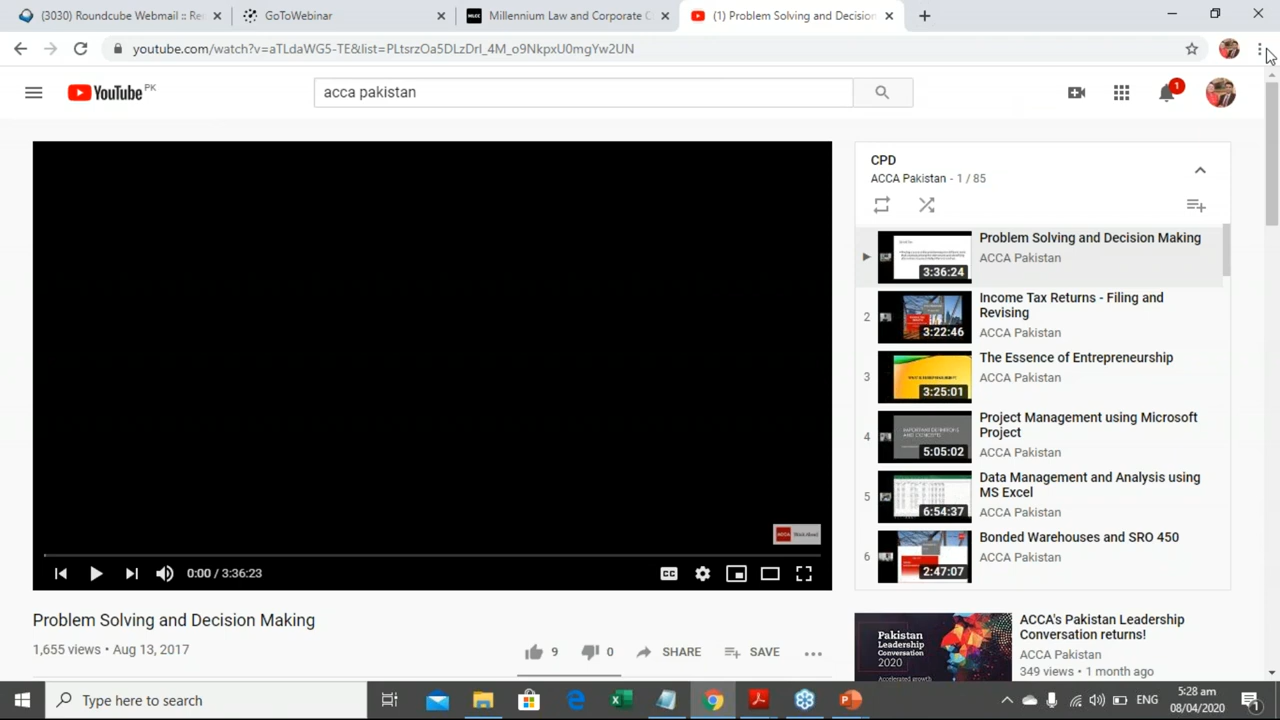 (3030) Roundcube Webmail :: Re
GoToWebinar
MLCC
Millennium Law and Corporate C
(1) Problem Solving and Decision
youtube.com/watch?v=aTLdaWG5-TE&list=PLtsrzOa5DLzDrI_4M_o9NkpxU0mgYw2UN
YouTube PK
acca pakistan
1
CPD
ACCA Pakistan - 1 / 85
Problem Solving and Decision Making
ACCA Pakistan
3:36:24
2
Income Tax Returns - Filing and
Revising
ACCA Pakistan
3:22:46
3
The Essence of Entrepreneurship
ACCA Pakistan
3:25:01
4
Project Management using Microsoft
Project
ACCA Pakistan
5:05:02
5
Data Management and Analysis using
MS Excel
ACCA Pakistan
6:54:37
6
Bonded Warehouses and SRO 450
ACCA Pakistan
2:47:07
ACCA Think Ahead
Problem Solving and Decision Making
1,655 views • Aug 13, 2017
9
0
SHARE
SAVE
Pakistan
Leadership
Conversation
2020
ACCA's Pakistan Leadership
Conversation returns!
ACCA Pakistan
349 views • 1 month ago
Type here to search
ENG
5:28 am
08/04/2020
1